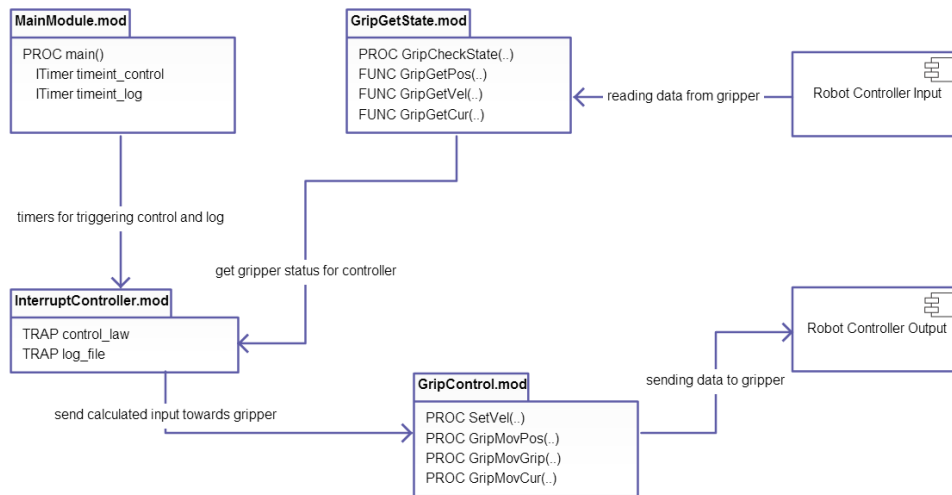 MainModule.mod
PROC main()
ITimer timeint_control
ITimer timeint_log
GripGetState.mod
PROC GripCheckState(..)
FUNC GripGetPos(..)
FUNC GripGetVel(..)
FUNC GripGetCur(..)
reading data from gripper
Robot Controller Input
timers for triggering control and log
get gripper status for controller
InterruptController.mod
TRAP control_law
TRAP log_file
Robot Controller Output
send calculated input towards gripper
GripControl.mod
PROC SetVel(..)
PROC GripMovPos(..)
PROC GripMovGrip(..)
PROC GripMovCur(..)
sending data to gripper